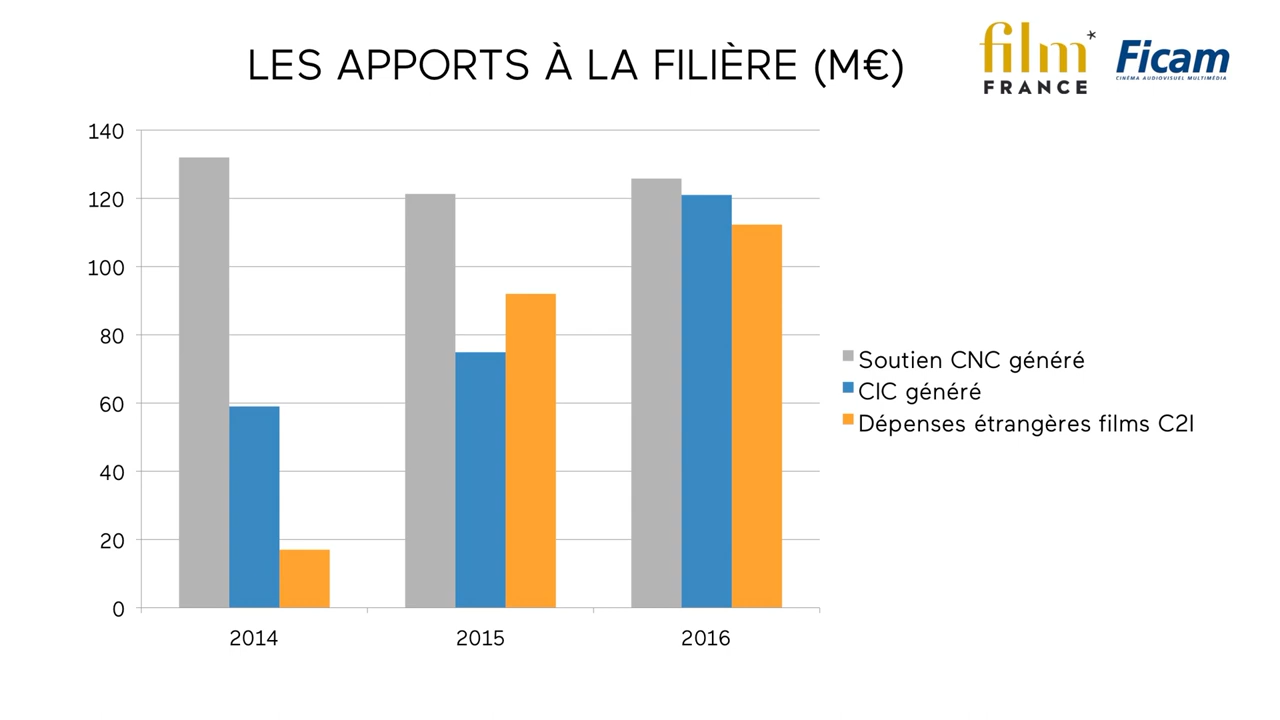 LES APPORTS À LA FILIÈRE (M€)
film*
FRANCE
Ficam
CINÉMA AUDIOVISUEL MULTIMÉDIA
140
120
100
80
60
40
20
0
2014
2015
2016
Soutien CNC généré
CIC généré
Dépenses étrangères films C2I